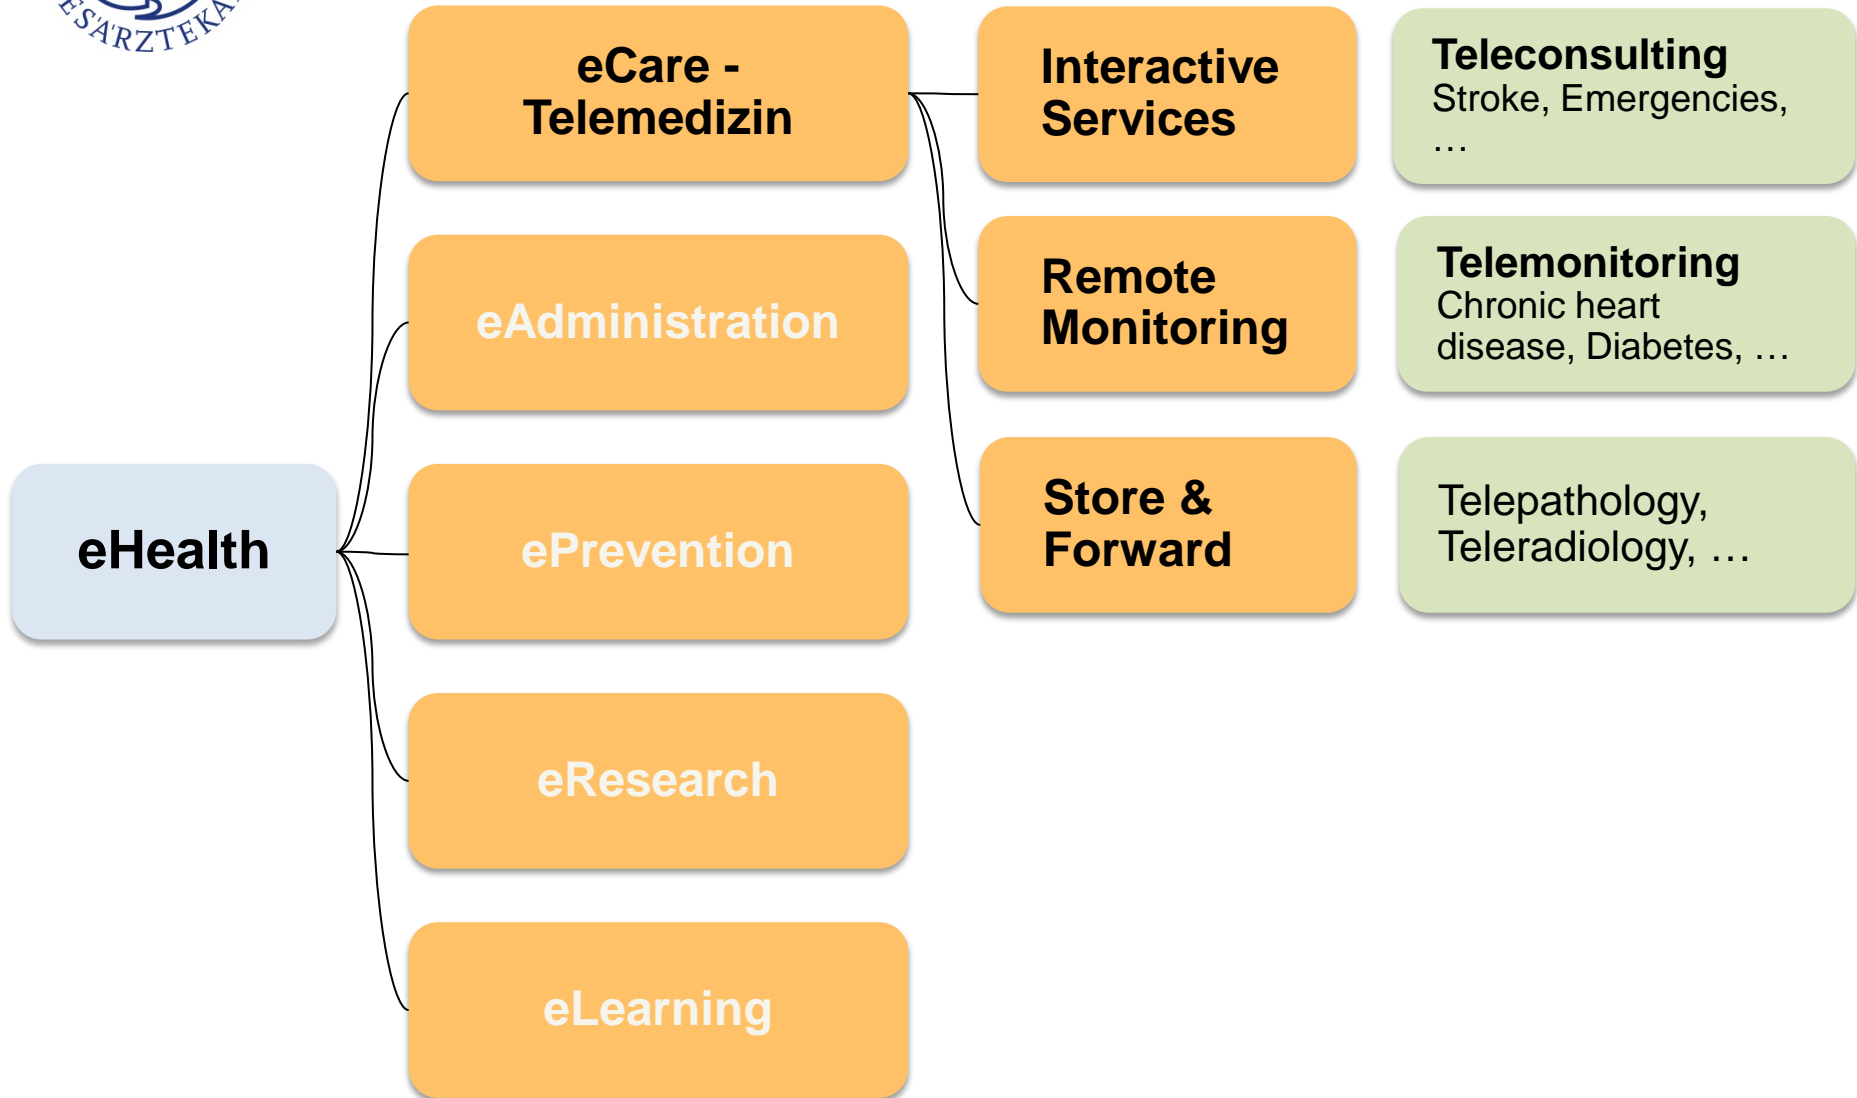 ESÄRZTEKA
eCare -
Telemedizin
Interactive
Services
Teleconsulting
Stroke, Emergencies,
…
eAdministration
Remote
Monitoring
Telemonitoring
Chronic heart
disease, Diabetes, …
eHealth
ePrevention
Store &
Forward
Telepathology,
Teleradiology, …
eResearch
eLearning